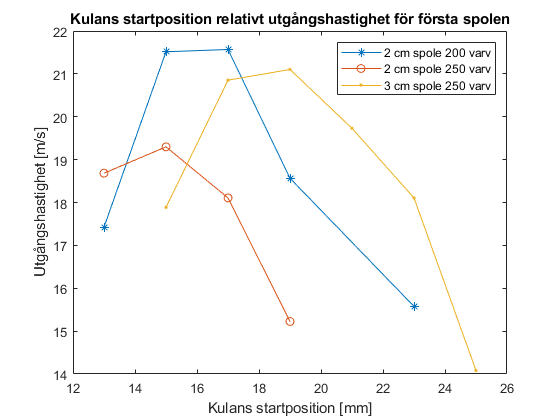 Kulans startposition relativt utgångshastighet för första spolen
2 cm spole 200 varv
2 cm spole 250 varv
3 cm spole 250 varv
Utgångshastighet [m/s]
22
21
20
19
18
17
16
15
14
12 14 16 18 20 22 24 26
Kulans startposition [mm]